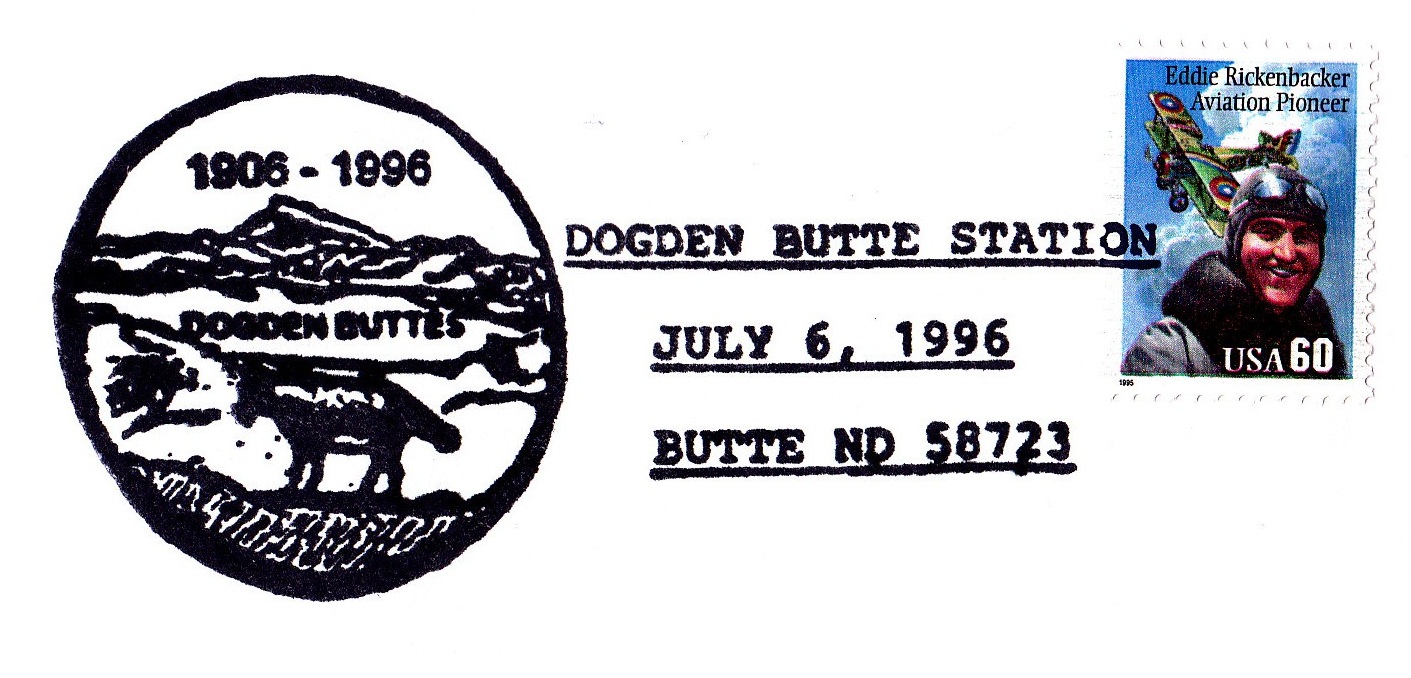 1906 - 1996
DOGDEN BUTTES
DOGDEN BUTTE STATION
JULY 6, 1996
BUTTE ND 58723
Eddie Rickenbacker
Aviation Pioneer
USA 60
1995